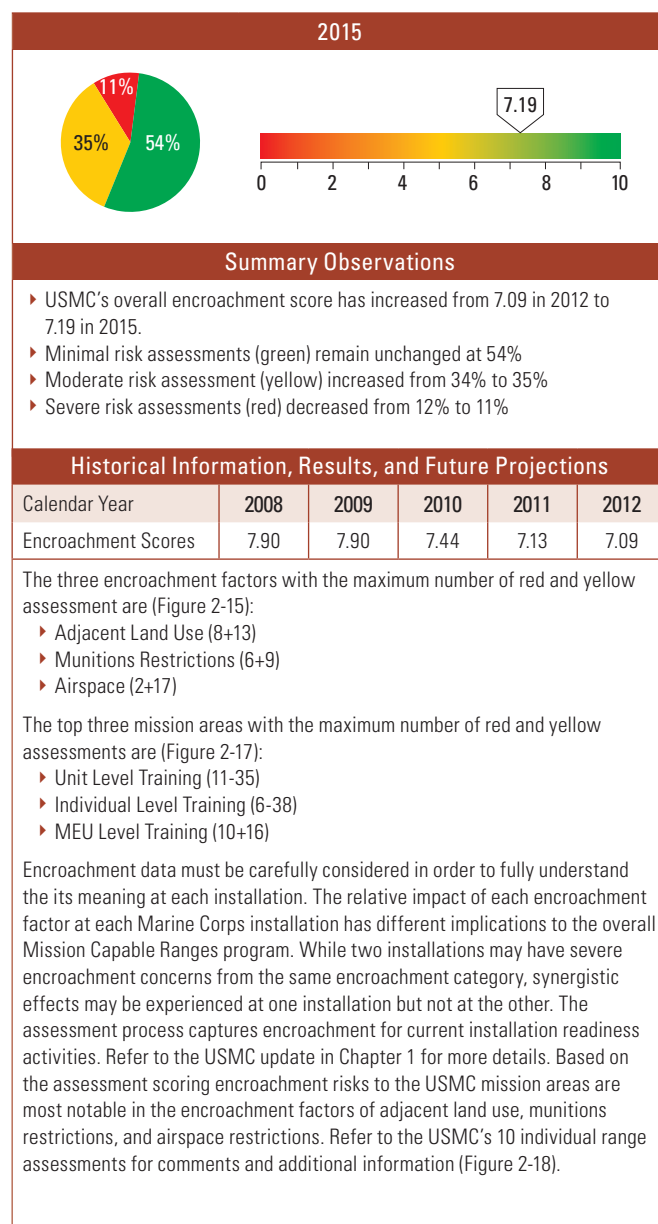 2015
11%
35%
54%
7.19
0 2 4 6 8 10
Summary Observations
USMC's overall encroachment score has increased from 7.09 in 2012 to
7.19 in 2015.
Minimal risk assessments (green) remain unchanged at 54%
Moderate risk assessment (yellow) increased from 34% to 35%
Severe risk assessments (red) decreased from 12% to 11%
Historical Information, Results, and Future Projections
Calendar Year 2008 2009 2010 2011 2012
Encroachment Scores 7.90 7.90 7.44 7.13 7.09
The three encroachment factors with the maximum number of red and yellow
assessment are (Figure 2-15):
Adjacent Land Use (8+13)
Munitions Restrictions (6+9)
Airspace (2+17)
The top three mission areas with the maximum number of red and yellow
assessments are (Figure 2-17):
Unit Level Training (11-35)
Individual Level Training (6-38)
MEU Level Training (10+16)
Encroachment data must be carefully considered in order to fully understand
the its meaning at each installation. The relative impact of each encroachment
factor at each Marine Corps installation has different implications to the overall
Mission Capable Ranges program. While two installations may have severe
encroachment concerns from the same encroachment category, synergistic
effects may be experienced at one installation but not at the other. The
assessment process captures encroachment for current installation readiness
activities. Refer to the USMC update in Chapter 1 for more details. Based on
the assessment scoring encroachment risks to the USMC mission areas are
most notable in the encroachment factors of adjacent land use, munitions
restrictions, and airspace restrictions. Refer to the USMC's 10 individual range
assessments for comments and additional information (Figure 2-18).